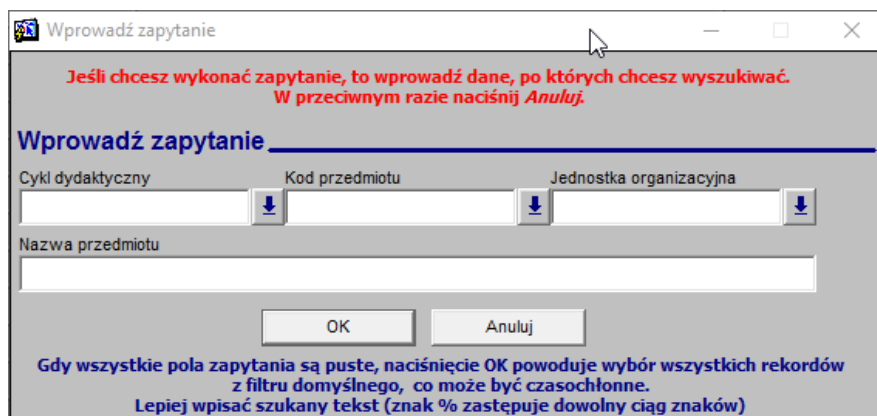 Wprowadź zapytanie
Jeśli chcesz wykonać zapytanie, to wprowadź dane, po których chcesz wyszukiwać.
W przeciwnym razie naciśnij Anuluj.
Wprowadź zapytanie
Cykl dydaktyczny Kod przedmiotu Jednostka organizacyjna
Nazwa przedmiotu
OK Anuluj
Gdy wszystkie pola zapytania są puste, naciśnięcie OK powoduje wybór wszystkich rekordów
z filtru domyślnego, co może być czasochłonne.
Lepiej wpisać szukany tekst (znak % zastępuje dowolny ciąg znaków)